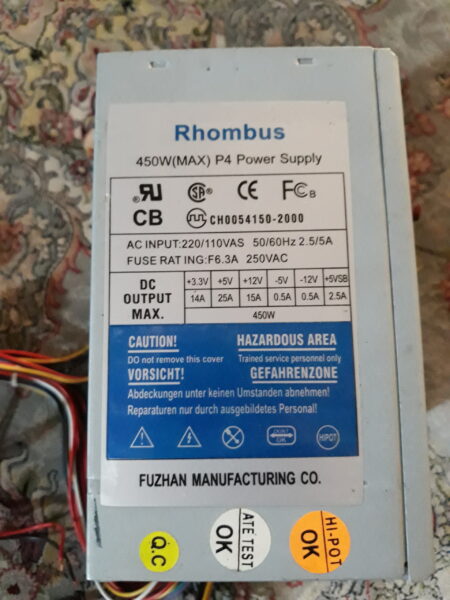 Rhombus
450W(MAX) P4 Power Supply
RU SA CE FC B
CB CH0054150-2000
AC INPUT:220/110VAS 50/60Hz 2.5/5A
FUSE RAT ING:F6.3A 250VAC
DC OUTPUT MAX.
+3.3V +5V +12V -5V -12V +5VSB
14A 25A 15A 0.5A 0.5A 2.5A
450W
CAUTION! HAZARDOUS AREA
DO not remove this cover Trained service personnel only
VORSICHT! GEFAHRENZONE
Abdeckungen unter keinen Umstanden abnehmen!
Reparaturen nur durch ausgebildetes Personal!
HIPOT
FUZHAN MANUFACTURING CO.
Q.C
ATE TEST
OK
HI-POT
OK